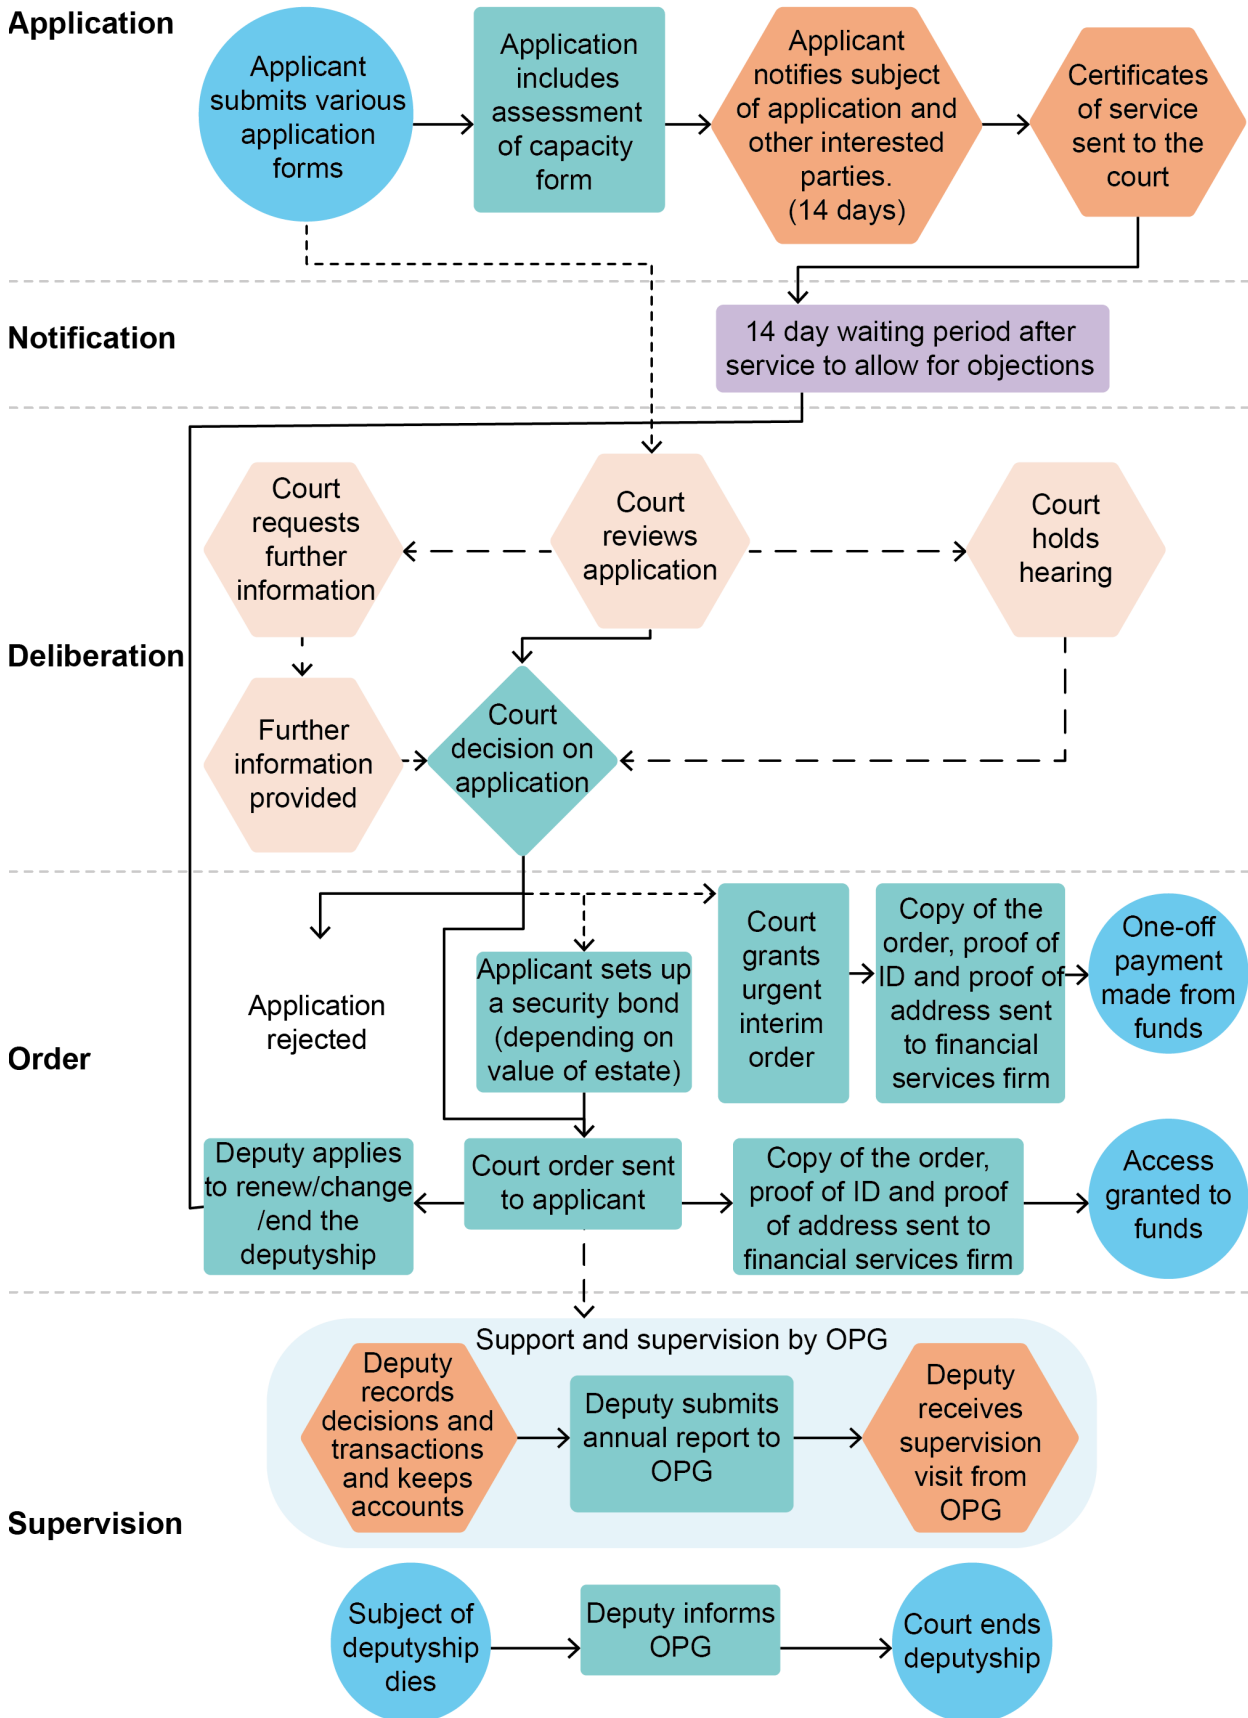 Application
Applicant
submits various
application
forms
Application
includes
assessment
of capacity
form
Applicant
notifies subject
of application and
other interested
parties.
(14 days)
Certificates
of service
sent to the
court
Notification
14 day waiting period after
service to allow for objections
Deliberation
Court
requests
further
information
Court
reviews
application
Court
holds
hearing
Further
information
provided
Court
decision on
application
Order
Application
rejected
Applicant sets up
a security bond
(depending on
value of estate)
Court
grants
urgent
interim
order
Copy of the
order, proof of
ID and proof of
address sent
to financial
services firm
One-off
payment
made from
funds
Deputy applies
to renew/change
/end the
deputyship
Court order sent
to applicant
Copy of the order,
proof of ID and proof
of address sent to
financial services firm
Access
granted to
funds
Supervision
Support and supervision by OPG
Deputy
records
decisions and
transactions
and keeps
accounts
Deputy submits
annual report to
OPG
Deputy
receives
supervision
visit from
OPG
Subject of
deputyship
dies
Deputy informs
OPG
Court ends
deputyship